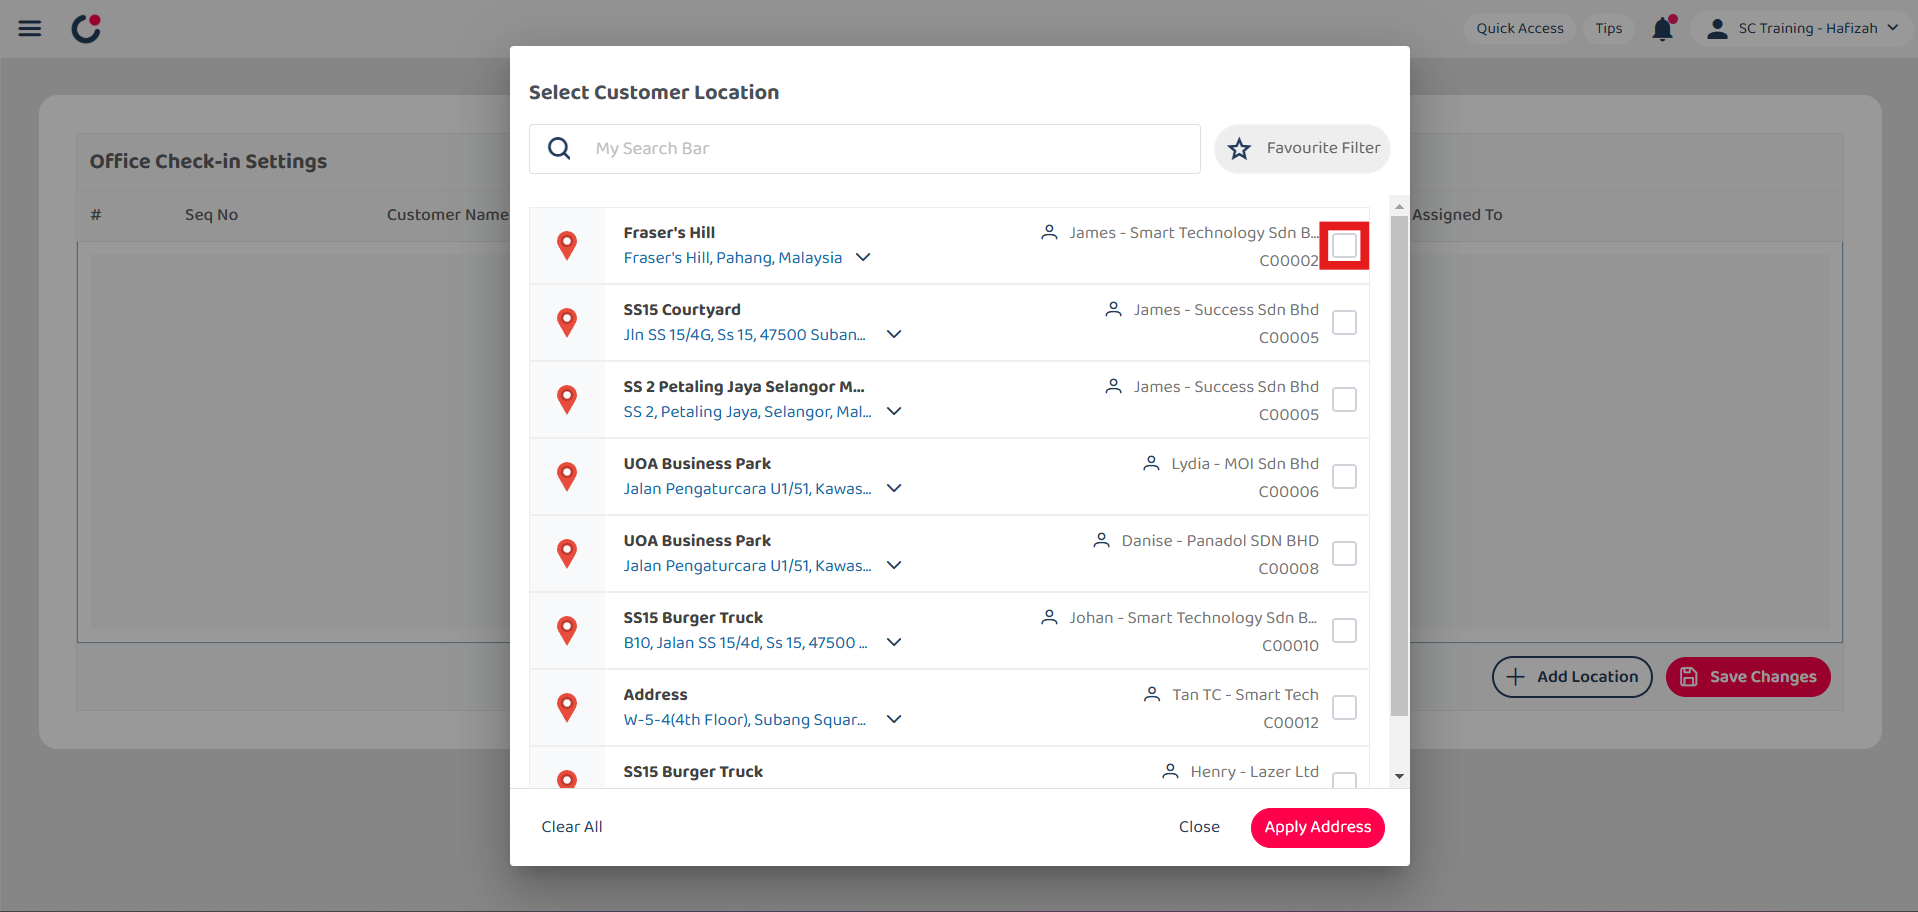 Quick Access
Tips
SC Training - Hafizah
Select Customer Location
My Search Bar
Favourite Filter
Office Check-in Settings
#
Seq No
Customer Name
Assigned To
Fraser's Hill
James - Smart Technology Sdn B...
Fraser's Hill, Pahang, Malaysia
C00002
SS15 Courtyard
James - Success Sdn Bhd
Jln SS 15/4G, Ss 15, 47500 Suban...
C00005
SS 2 Petaling Jaya Selangor M...
James - Success Sdn Bhd
SS 2, Petaling Jaya, Selangor, Mal...
C00005
UOA Business Park
Lydia - MOI Sdn Bhd
Jalan Pengaturcara U1/51, Kawas...
C00006
UOA Business Park
Danise - Panadol SDN BHD
Jalan Pengaturcara U1/51, Kawas...
C00008
SS15 Burger Truck
Johan - Smart Technology Sdn B...
B10, Jalan SS 15/4d, Ss 15, 47500 ...
C00010
Address
Tan TC - Smart Tech
W-5-4(4th Floor), Subang Squar...
C00012
SS15 Burger Truck
Henry - Lazer Ltd
Add Location
Save Changes
Clear All
Close
Apply Address